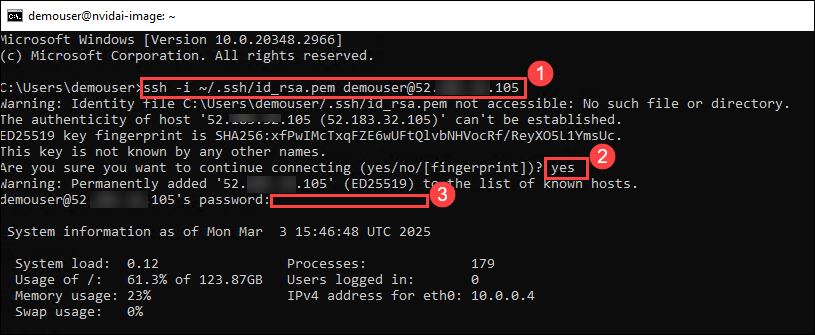 demouser@nvidai-image: ~
Microsoft Windows [Version 10.0.20348.2966]
(c) Microsoft Corporation. All rights reserved.
1
C:\Users\demouser>ssh -i ~/.ssh/id_rsa.pem demouser@52. .105
Warning: Identity file C:\Users\demouser/.ssh/id_rsa.pem not accessible: No such file or directory.
The authenticity of host '52. .105 (52.183.32.105)' can't be established.
ED25519 key fingerprint is SHA256:xfPwIMcTxqFZE6wUFtQlvbNHVocRf/ReyXO5L1YmsUc.
This key is not known by any other names.
2
Are you sure you want to continue connecting (yes/no/[fingerprint])? yes
Warning: Permanently added '52. .105' (ED25519) to the list of known hosts.
3
demouser@52 .105's password:
System information as of Mon Mar  3 15:46:48 UTC 2025
System load:  0.12 Processes: 179
Usage of /:   61.3% of 123.87GB Users logged in: 0
Memory usage: 23% IPv4 address for eth0: 10.0.0.4
Swap usage:   0%